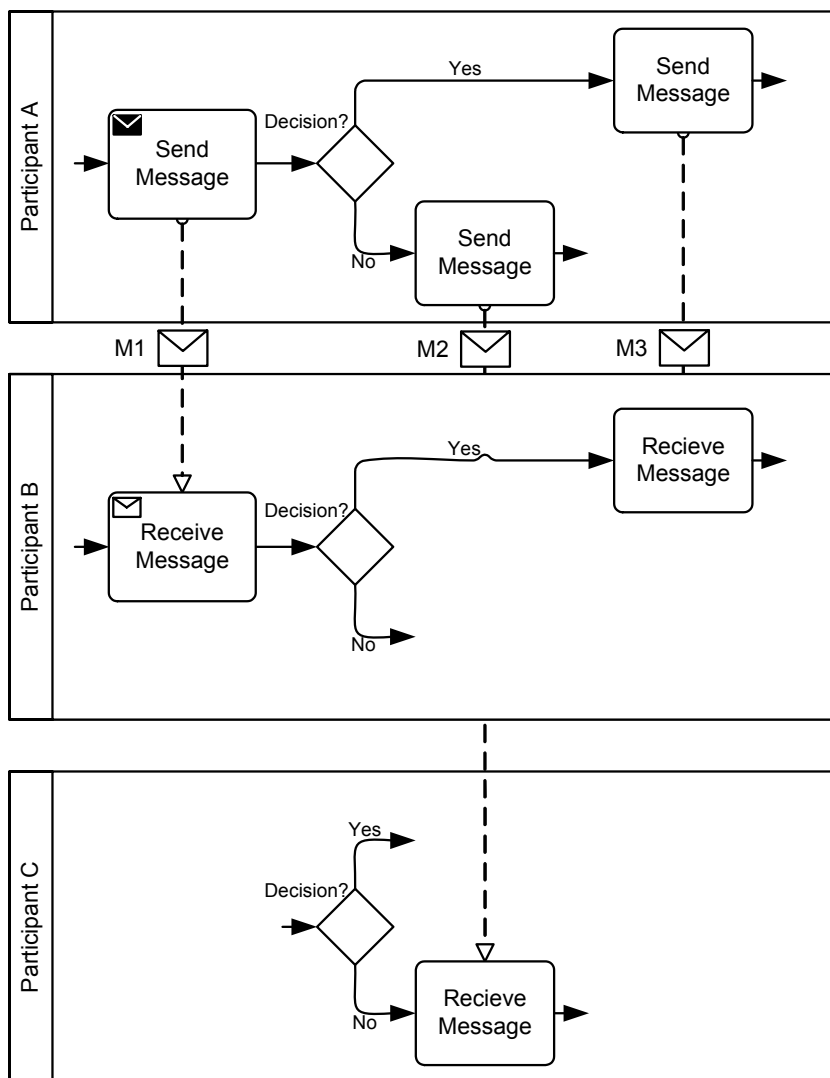 Participant A
Yes
Send
Message
Decision?
Send
Message
Send
Message
No
M1
M2
M3
Participant B
Yes
Recieve
Message
Decision?
Receive
Message
No
Participant C
Yes
Decision?
Recieve
Message
No